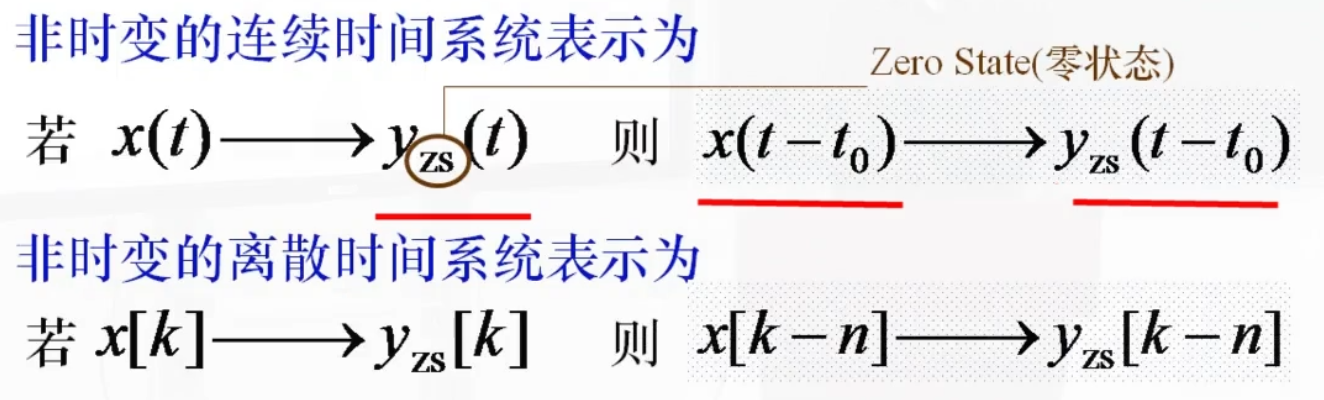 非时变的连续时间系统表示为
Zero State(零状态)
若 x(t)⟶y_zs(t) 则 x(t−t₀)⟶y_zs(t−t₀)
非时变的离散时间系统表示为
若 x[k]⟶y_zs[k] 则 x[k−n]⟶y_zs[k−n]